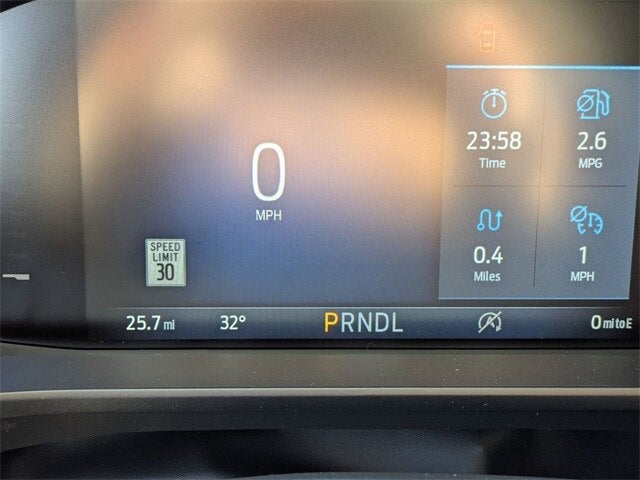 0
MPH
SPEED
LIMIT
30
23:58
Time
2.6
MPG
0.4
Miles
1
MPH
25.7 mi
32°
PRNDL
0 mi to E